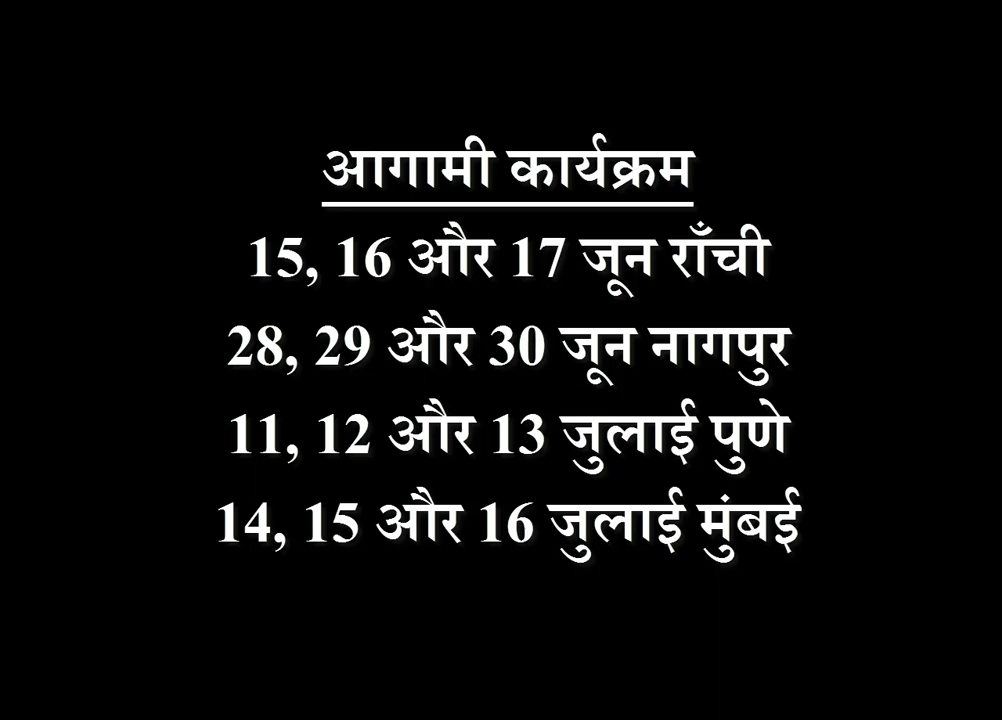 आगामी कार्यक्रम
15, 16 और 17 जून राँची
28, 29 और 30 जून नागपुर
11, 12 और 13 जुलाई पुणे
14, 15 और 16 जुलाई मुंबई